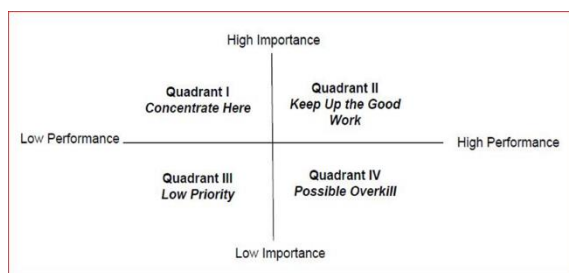 High Importance
Quadrant I
Concentrate Here
Quadrant II
Keep Up the Good
Work
Low Performance
High Performance
Quadrant III
Low Priority
Quadrant IV
Possible Overkill
Low Importance